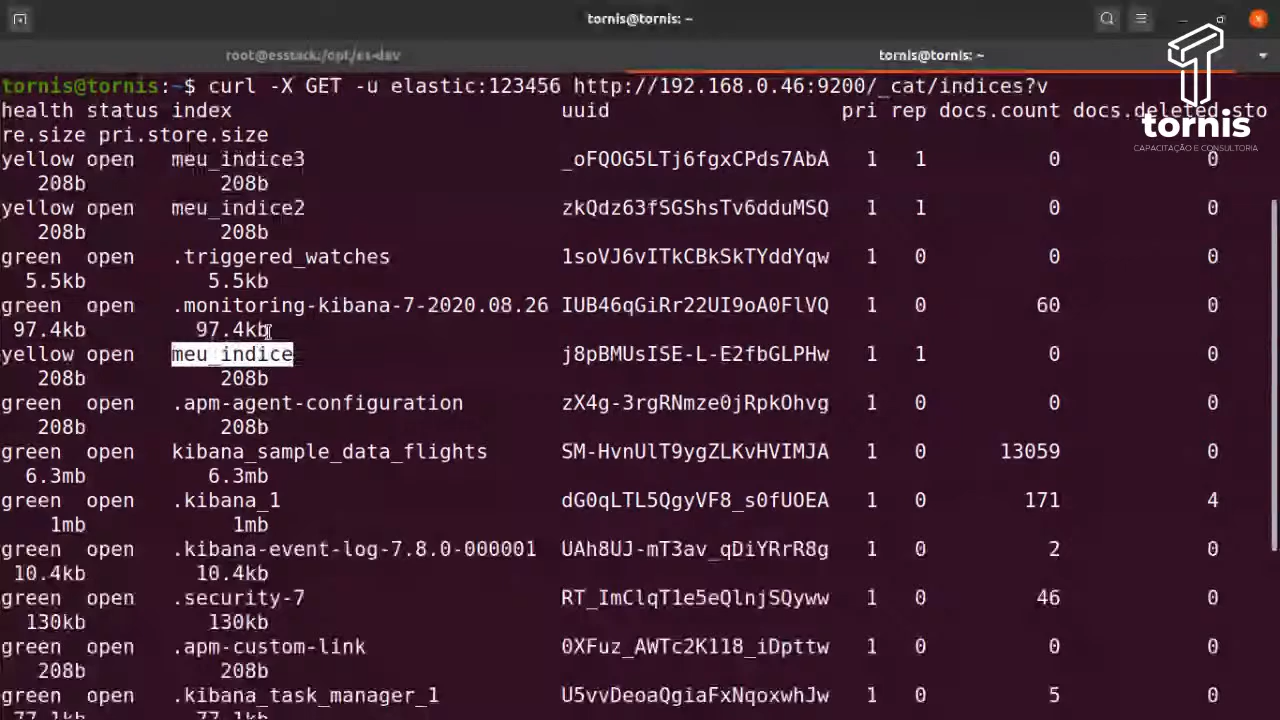 tornis@tornis: ~
root@esstack:/opt/es-dev
tornis@tornis: ~
tornis
CAPACITAÇÃO E CONSULTORIA
tornis@tornis:~$ curl -X GET -u elastic:123456 http://192.168.0.46:9200/_cat/indices?v
health status index uuid pri rep docs.count docs.deleted sto
re.size pri.store.size
yellow open meu_indice3 _oFQOG5LTj6fgxCPds7AbA 1 1 0 0
208b 208b
yellow open meu_indice2 zkQdz63fSGShsTv6dduMSQ 1 1 0 0
208b 208b
green open .triggered_watches 1soVJ6vITkCBkSkTYddYqw 1 0 0 0
5.5kb 5.5kb
green open .monitoring-kibana-7-2020.08.26 IUB46qGiRr22UI9oA0FlVQ 1 0 60 0
97.4kb 97.4kb
yellow open meu_indice j8pBMUsISE-L-E2fbGLPHw 1 1 0 0
208b 208b
green open .apm-agent-configuration zX4g-3rgRNmze0jRpkOhvg 1 0 0 0
208b 208b
green open kibana_sample_data_flights SM-HvnUlT9ygZLKvHVIMJA 1 0 13059 0
6.3mb 6.3mb
green open .kibana_1 dG0qLTL5QgyVF8_s0fUOEA 1 0 171 4
1mb 1mb
green open .kibana-event-log-7.8.0-000001 UAh8UJ-mT3av_qDiYRrR8g 1 0 2 0
10.4kb 10.4kb
green open .security-7 RT_ImClqT1e5eQlnjSQyww 1 0 46 0
130kb 130kb
green open .apm-custom-link 0XFuz_AWTc2K118_iDpttw 1 0 0 0
208b 208b
green open .kibana_task_manager_1 U5vvDeoaQgiaFxNqoxwhJw 1 0 5 0
77.1kb 77.1kb